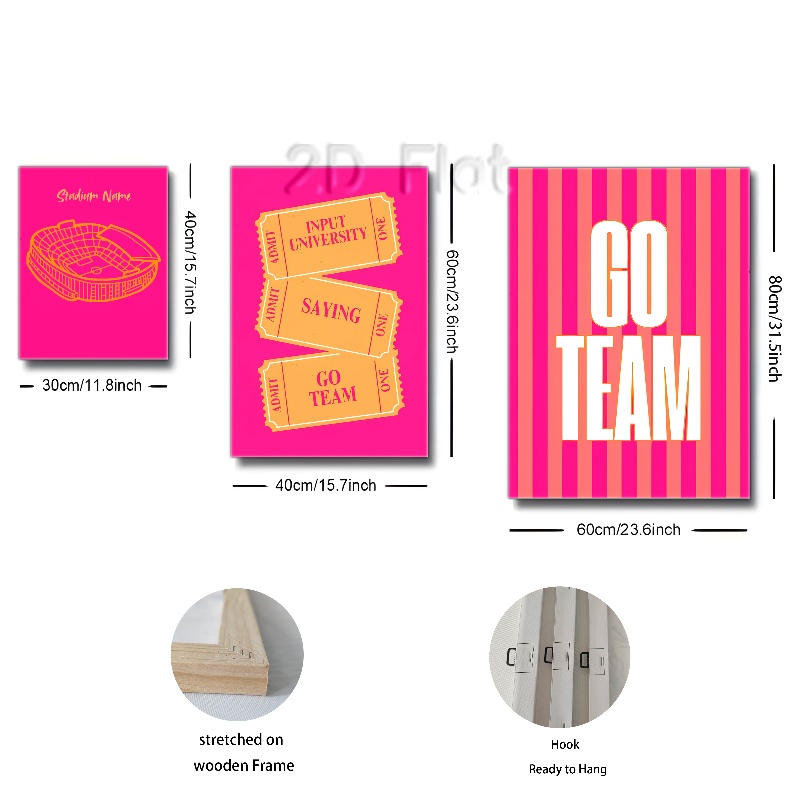 2D Flat
Stadium Name
40cm/15.7inch
30cm/11.8inch
INPUT
UNIVERSITY
ADMIT
ONE
SAYING
ADMIT
ONE
GO
TEAM
ADMIT
ONE
60cm/23.6inch
40cm/15.7inch
GO
TEAM
80cm/31.5inch
60cm/23.6inch
stretched on
wooden Frame
Hook
Ready to Hang